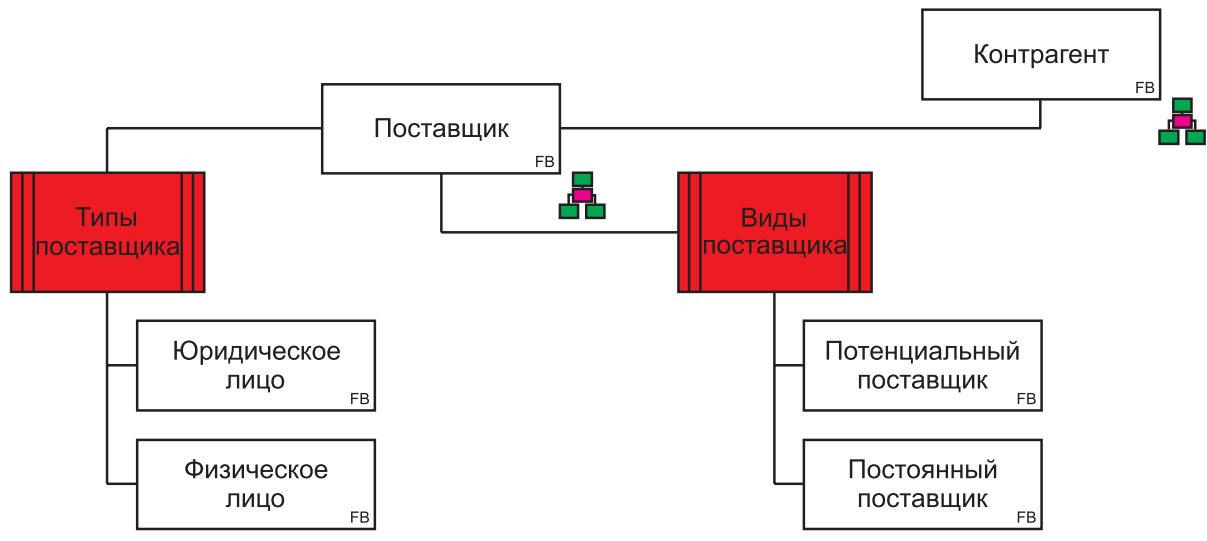 Контрагент
FB
Поставщик
FB
Типы
поставщика
Виды
поставщика
Юридическое
лицо
FB
Потенциальный
поставщик
FB
Физическое
лицо
FB
Постоянный
поставщик
FB